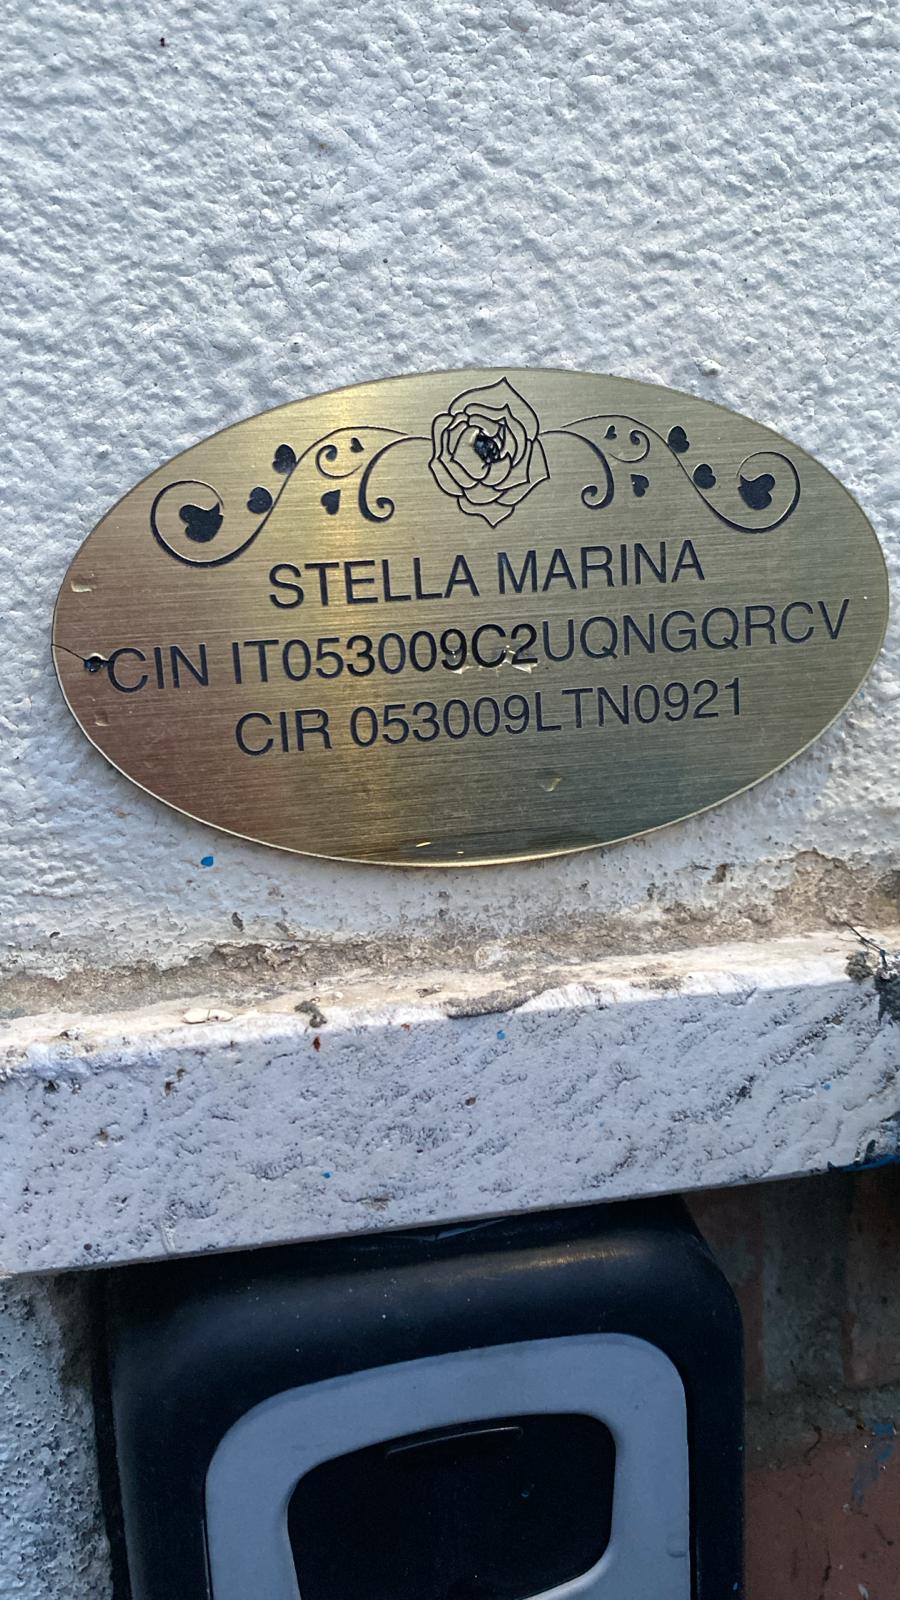 STELLA MARINA
CIN IT053009C2UQNGQRCV
CIR 053009LTN0921